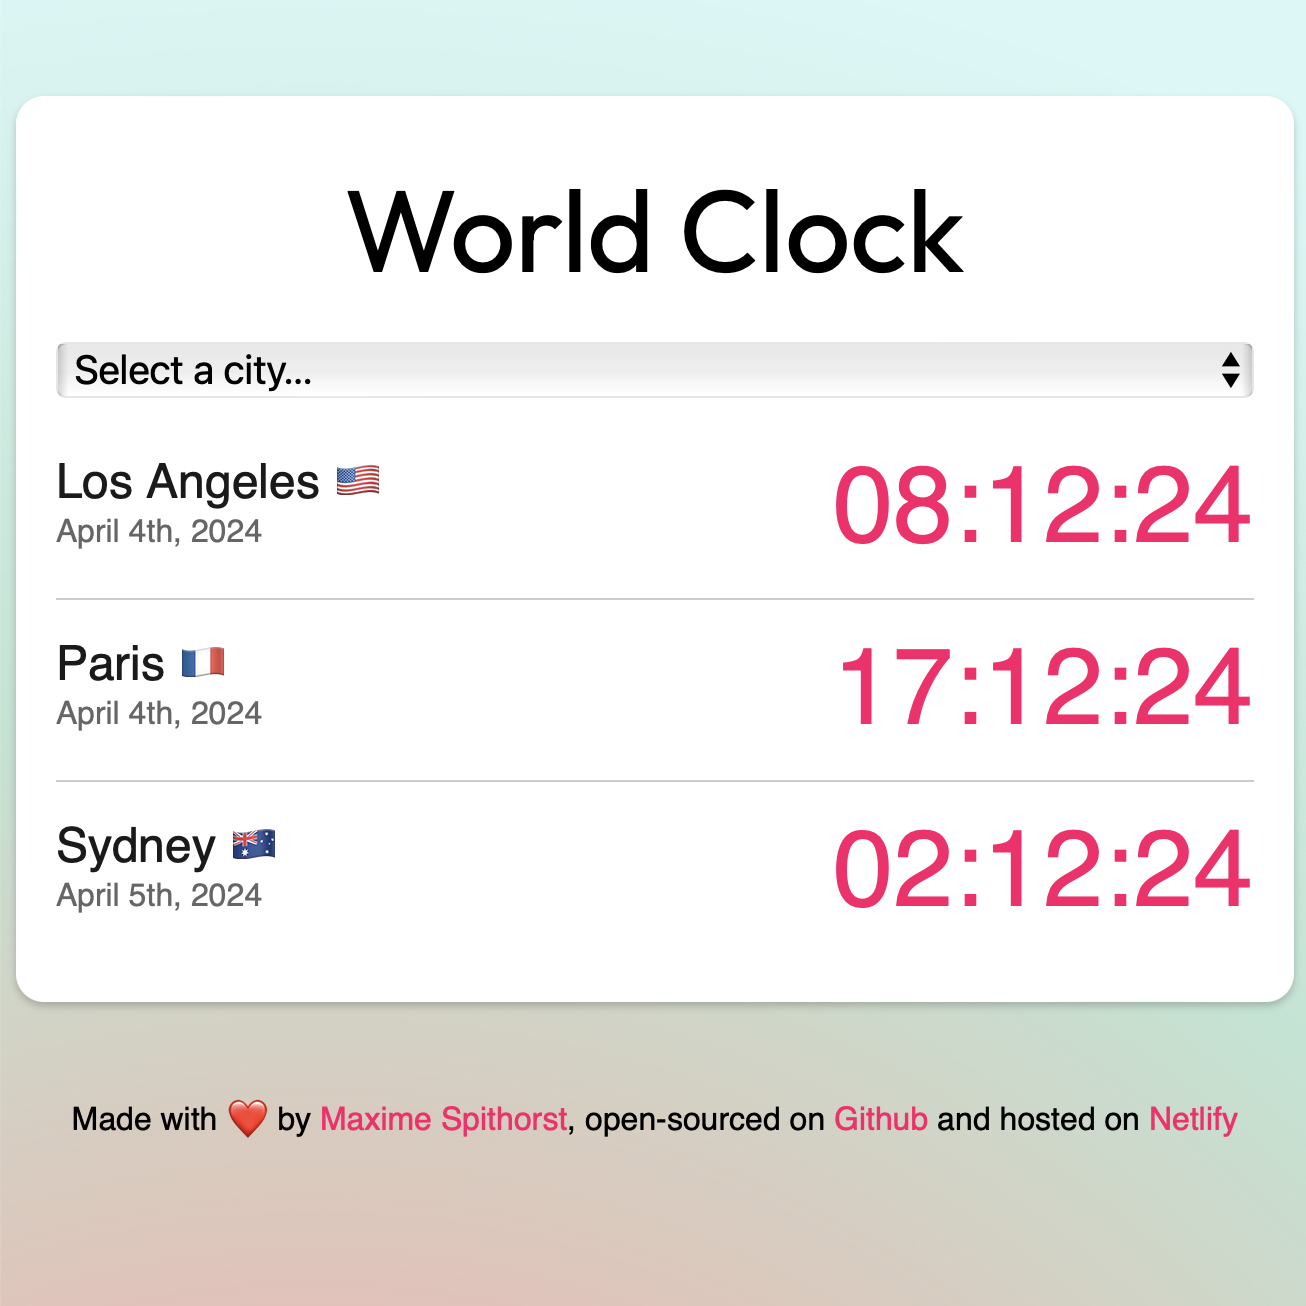 World Clock
Select a city...
Los Angeles 🇺🇸
08:12:24
April 4th, 2024
Paris 🇫🇷
17:12:24
April 4th, 2024
Sydney 🇦🇺
02:12:24
April 5th, 2024
Made with ❤️ by Maxime Spithorst, open-sourced on Github and hosted on Netlify